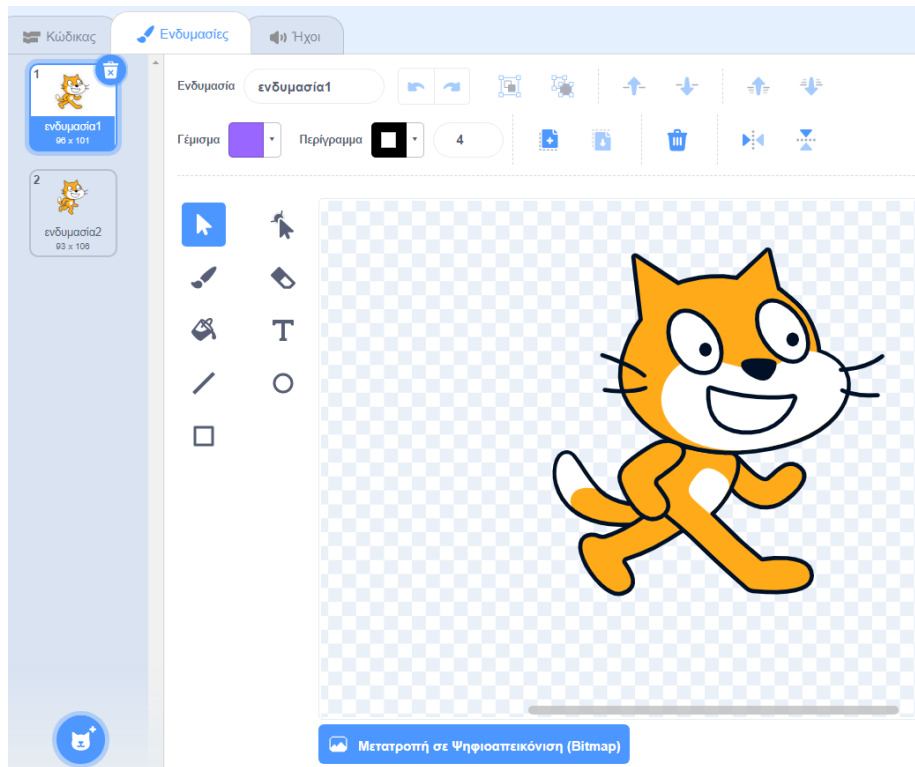 Κώδικας Ενδυμασίες Ήχοι
1
ενδυμασία1
96 x 101
2
ενδυμασία2
93 x 106
Ενδυμασία ενδυμασία1
Γέμισμα Περίγραμμα 4
T
Μετατροπή σε Ψηφιοαπεικόνιση (Bitmap)